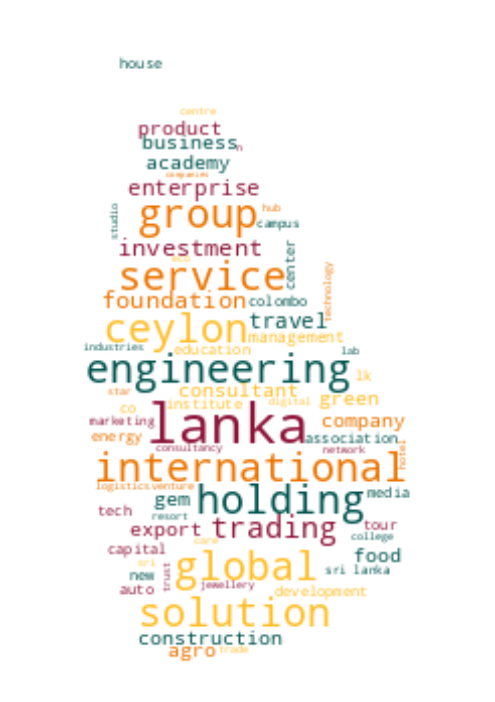 house
centre
product
business n
academy
companies
enterprise
group hub
studio campus
investment center
eco
service technology
foundation colombo
ceylon travel
management
industries education lab
engineering lk
star consultant
co institute digital green
marketing lanka company
energy association
consultancy network hotel
international
logistics venture
gem holding media
tech resort
export trading tour
college
capital care
sri global food
new trust sri lanka
auto jewellery development
solution
construction
agro trade